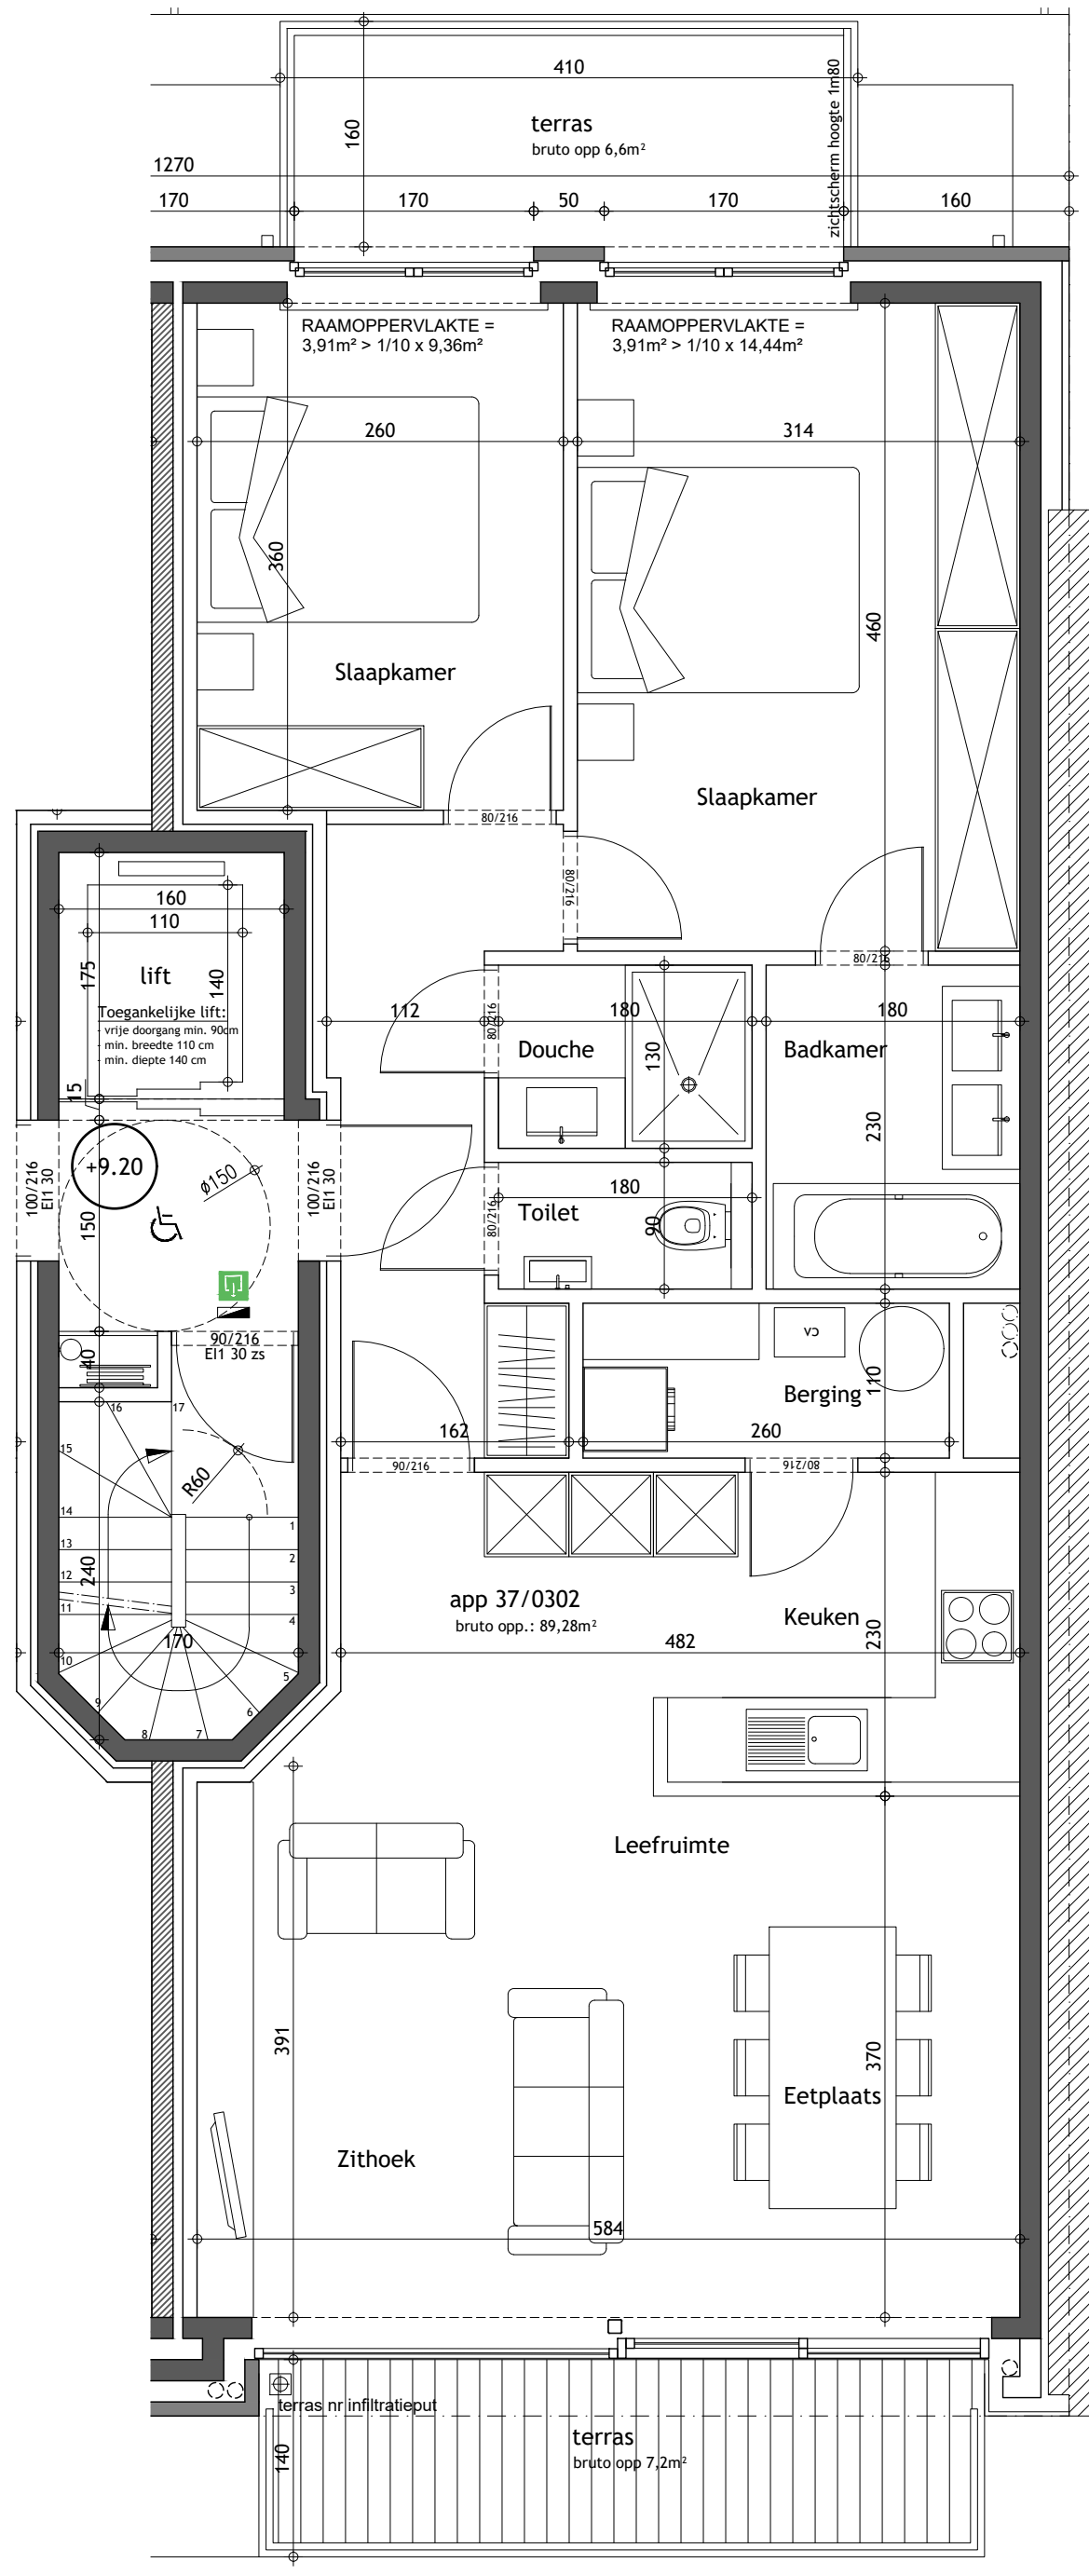 410
160
terras
bruto opp 6,6m²
zichtscherm hoogte 1m80
1270
170
170
50
170
160
RAAMOPPERVLAKTE =
3,91m² > 1/10 x 9,36m²
RAAMOPPERVLAKTE =
3,91m² > 1/10 x 14,44m²
260
314
360
460
Slaapkamer
Slaapkamer
80/216
80/216
80/216
160
110
175
lift
140
Toegankelijke lift:
- vrije doorgang min. 90cm
- min. breedte 110 cm
- min. diepte 140 cm
15
112
80/216
180
180
Douche
130
Badkamer
230
+9.20
ø150
100/216
EI1 30
100/216
EI1 30
150
80/216
180
Toilet
90
90/216
EI1 30 zs
40
CV
Berging
110
162
260
90/216
80/216
16
17
15
R60
14
13
12
11
10
9
8
7
6
5
4
3
2
1
240
170
app 37/0302
bruto opp.: 89,28m²
Keuken
230
482
Leefruimte
391
370
Eetplaats
Zithoek
584
terras nr infiltratieput
140
terras
bruto opp 7,2m²